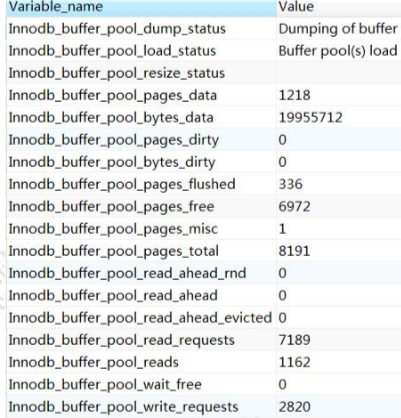 Variable_name Value
Innodb_buffer_pool_dump_status Dumping of buffer
Innodb_buffer_pool_load_status Buffer pool(s) load
Innodb_buffer_pool_resize_status
Innodb_buffer_pool_pages_data 1218
Innodb_buffer_pool_bytes_data 19955712
Innodb_buffer_pool_pages_dirty 0
Innodb_buffer_pool_bytes_dirty 0
Innodb_buffer_pool_pages_flushed 336
Innodb_buffer_pool_pages_free 6972
Innodb_buffer_pool_pages_misc 1
Innodb_buffer_pool_pages_total 8191
Innodb_buffer_pool_read_ahead_rnd 0
Innodb_buffer_pool_read_ahead 0
Innodb_buffer_pool_read_ahead_evicted 0
Innodb_buffer_pool_read_requests 7189
Innodb_buffer_pool_reads 1162
Innodb_buffer_pool_wait_free 0
Innodb_buffer_pool_write_requests 2820